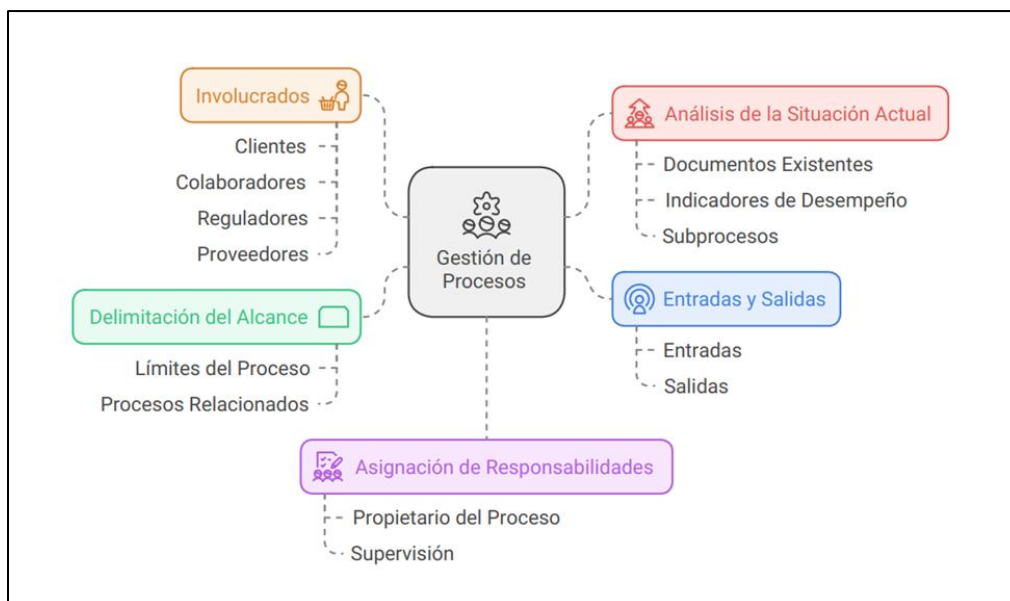 Involucrados
Clientes
Colaboradores
Reguladores
Proveedores
Delimitación del Alcance
Límites del Proceso
Procesos Relacionados
Gestión de
Procesos
Análisis de la Situación Actual
Documentos Existentes
Indicadores de Desempeño
Subprocesos
Entradas y Salidas
Entradas
Salidas
Asignación de Responsabilidades
Propietario del Proceso
Supervisión